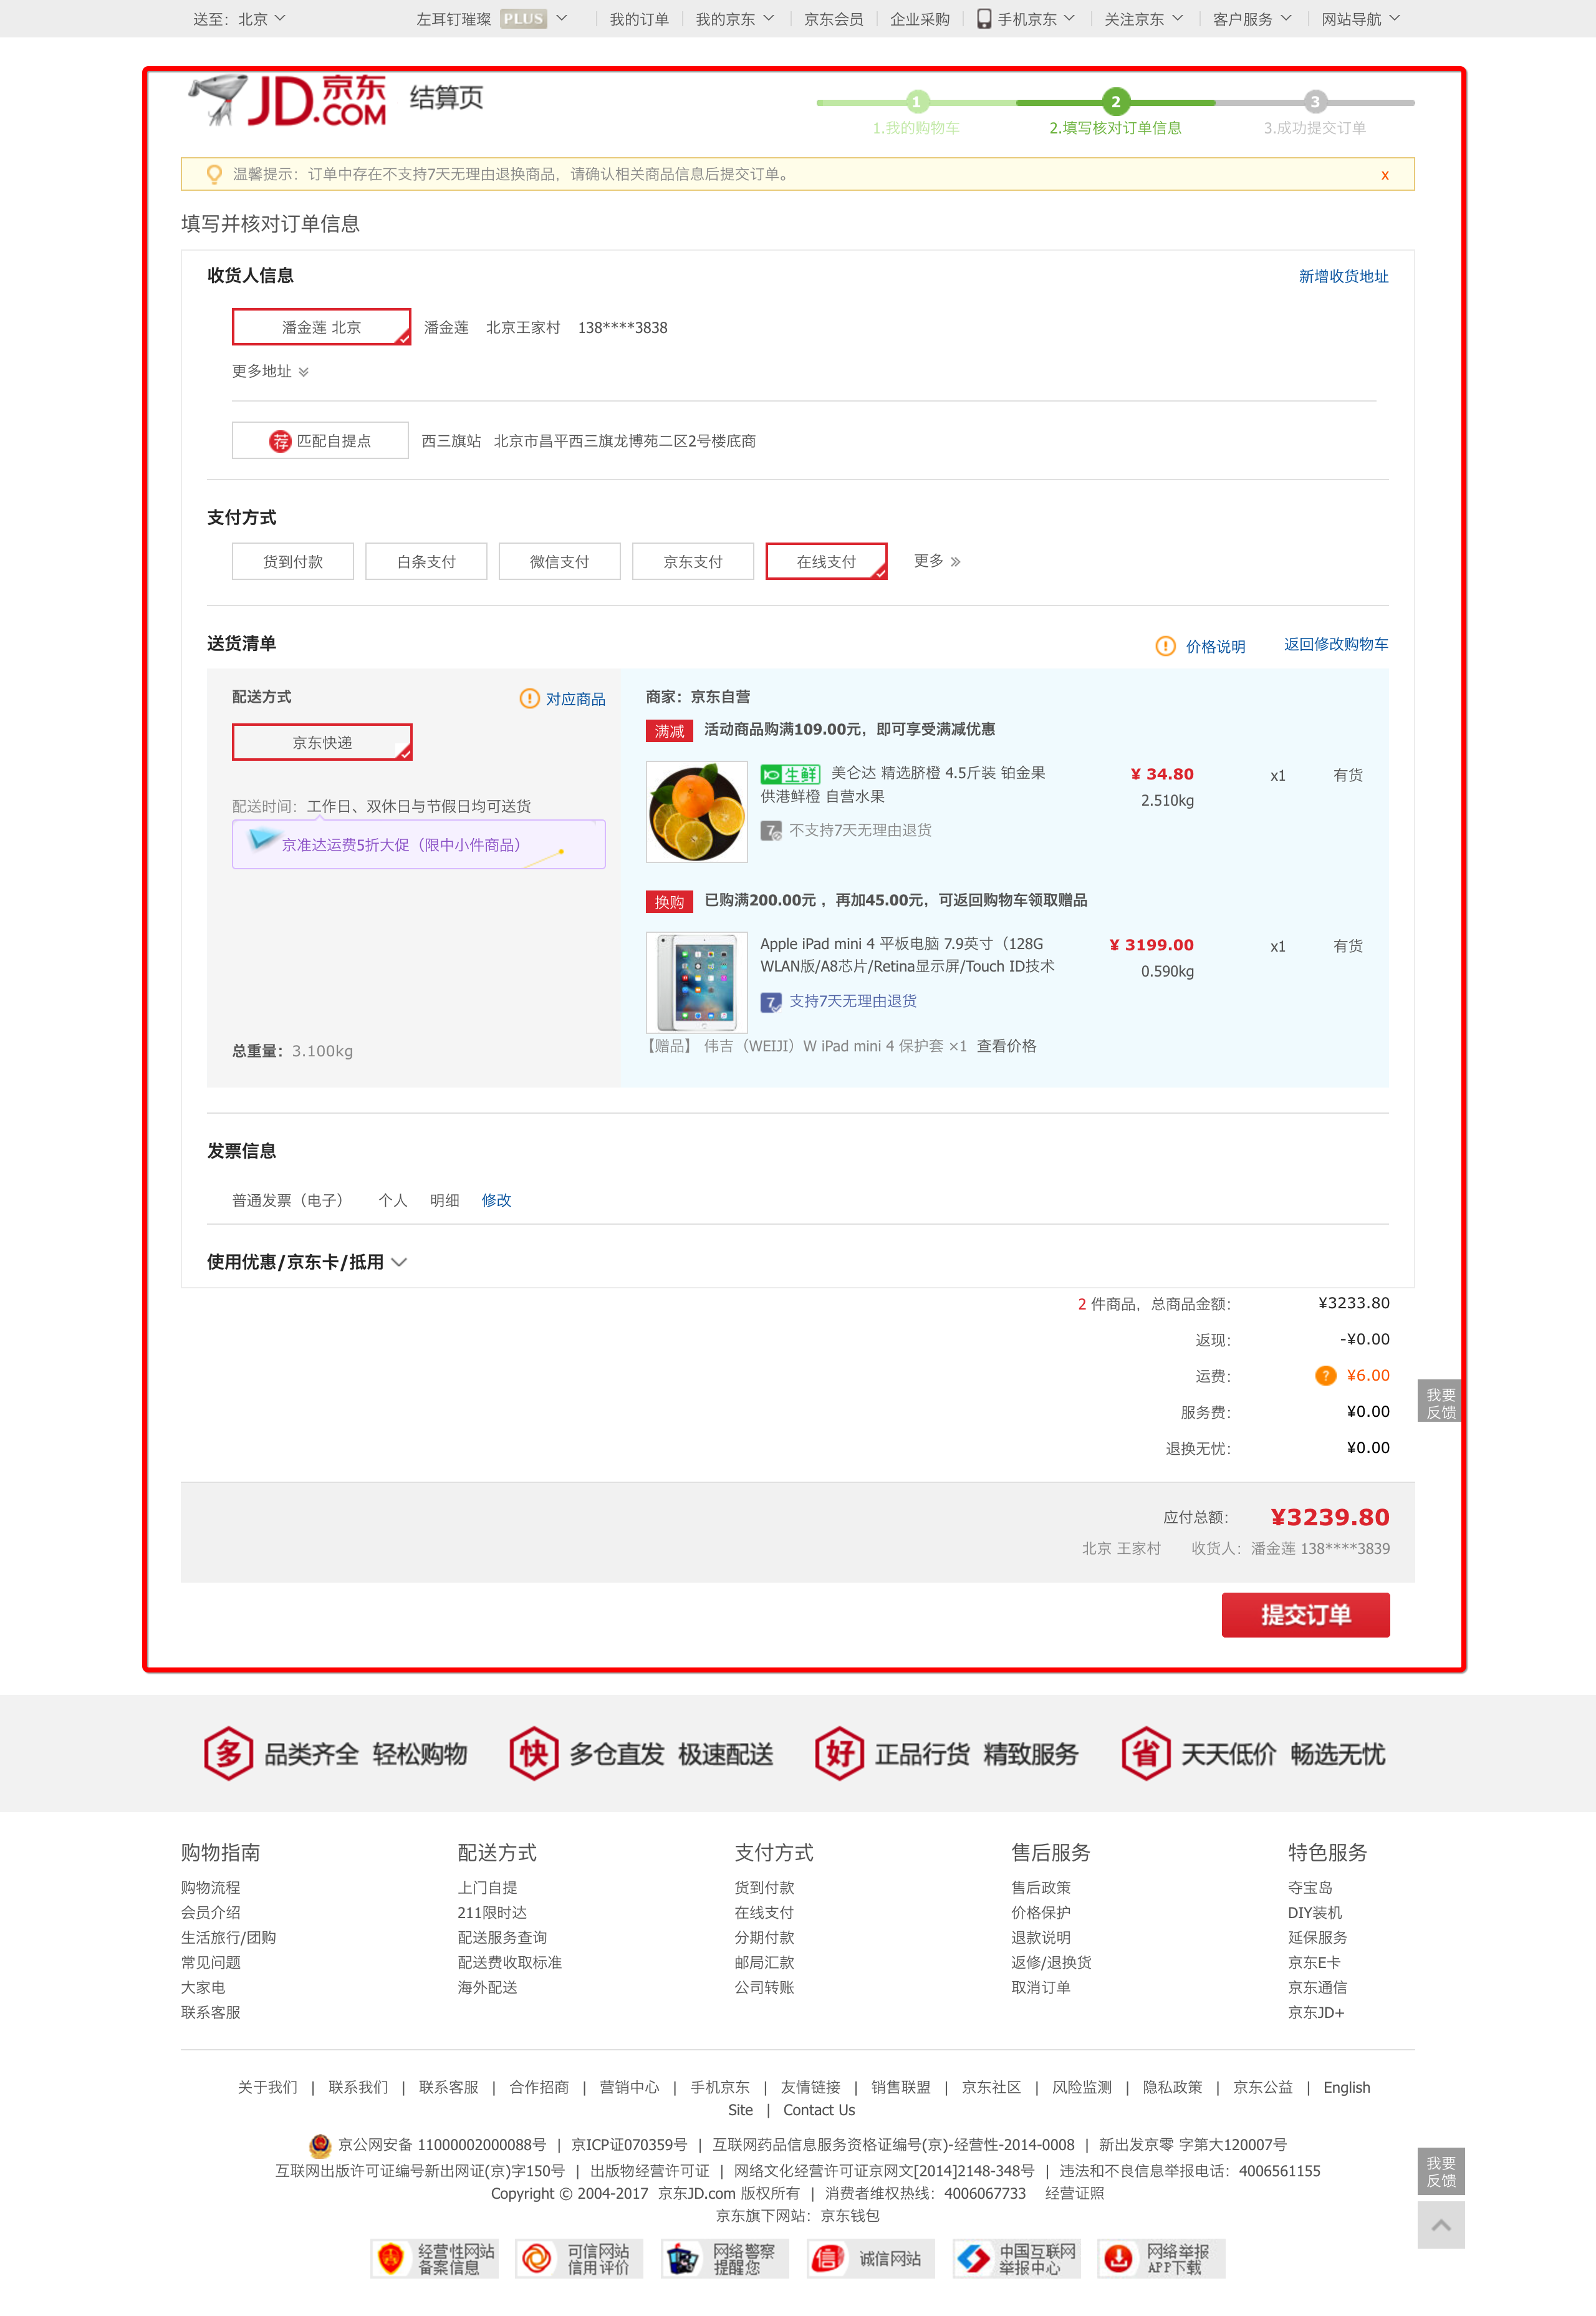 送至：北京
左耳钉璀璨 PLUS 我的订单 我的京东 京东会员 企业采购 手机京东 关注京东 客户服务 网站导航
JD.COM 京东 结算页
1 2 3
1.我的购物车 2.填写核对订单信息 3.成功提交订单
温馨提示：订单中存在不支持7天无理由退换商品，请确认相关商品信息后提交订单。 x
填写并核对订单信息
收货人信息 新增收货地址
潘金莲 北京 潘金莲 北京王家村 138****3838
更多地址
荐 匹配自提点 西三旗站 北京市昌平西三旗龙博苑二区2号楼底商
支付方式
货到付款 白条支付 微信支付 京东支付 在线支付 更多
送货清单 价格说明 返回修改购物车
配送方式 对应商品
京东快递
配送时间：工作日、双休日与节假日均可送货
京准达运费5折大促（限中小件商品）
总重量：3.100kg
商家：京东自营
满减 活动商品购满109.00元，即可享受满减优惠
生鲜 美仑达 精选脐橙 4.5斤装 铂金果 ¥ 34.80 x1 有货
供港鲜橙 自营水果 2.510kg
7 不支持7天无理由退货
换购 已购满200.00元 ，再加45.00元，可返回购物车领取赠品
Apple iPad mini 4 平板电脑 7.9英寸（128G ¥ 3199.00 x1 有货
WLAN版/A8芯片/Retina显示屏/Touch ID技术 0.590kg
7 支持7天无理由退货
【赠品】 伟吉（WEIJI）W iPad mini 4 保护套 ×1 查看价格
发票信息
普通发票（电子） 个人 明细 修改
使用优惠/京东卡/抵用
2 件商品，总商品金额： ¥3233.80
返现： -¥0.00
运费： ? ¥6.00
服务费： ¥0.00
退换无忧： ¥0.00
我要
反馈
应付总额： ¥3239.80
北京 王家村 收货人：潘金莲 138****3839
提交订单
多 品类齐全 轻松购物 快 多仓直发 极速配送 好 正品行货 精致服务 省 天天低价 畅选无忧
购物指南 配送方式 支付方式 售后服务 特色服务
购物流程 上门自提 货到付款 售后政策 夺宝岛
会员介绍 211限时达 在线支付 价格保护 DIY装机
生活旅行/团购 配送服务查询 分期付款 退款说明 延保服务
常见问题 配送费收取标准 邮局汇款 返修/退换货 京东E卡
大家电 海外配送 公司转账 取消订单 京东通信
联系客服 京东JD+
关于我们 | 联系我们 | 联系客服 | 合作招商 | 营销中心 | 手机京东 | 友情链接 | 销售联盟 | 京东社区 | 风险监测 | 隐私政策 | 京东公益 | English
Site | Contact Us
京公网安备 11000002000088号 | 京ICP证070359号 | 互联网药品信息服务资格证编号(京)-经营性-2014-0008 | 新出发京零 字第大120007号
互联网出版许可证编号新出网证(京)字150号 | 出版物经营许可证 | 网络文化经营许可证京网文[2014]2148-348号 | 违法和不良信息举报电话：4006561155
Copyright © 2004-2017 京东JD.com 版权所有 | 消费者维权热线：4006067733 经营证照
京东旗下网站：京东钱包
我要
反馈
经营性网站 可信网站 网络警察 信 诚信网站 中国互联网 网络举报
备案信息 信用评价 提醒您 举报中心 APP下载